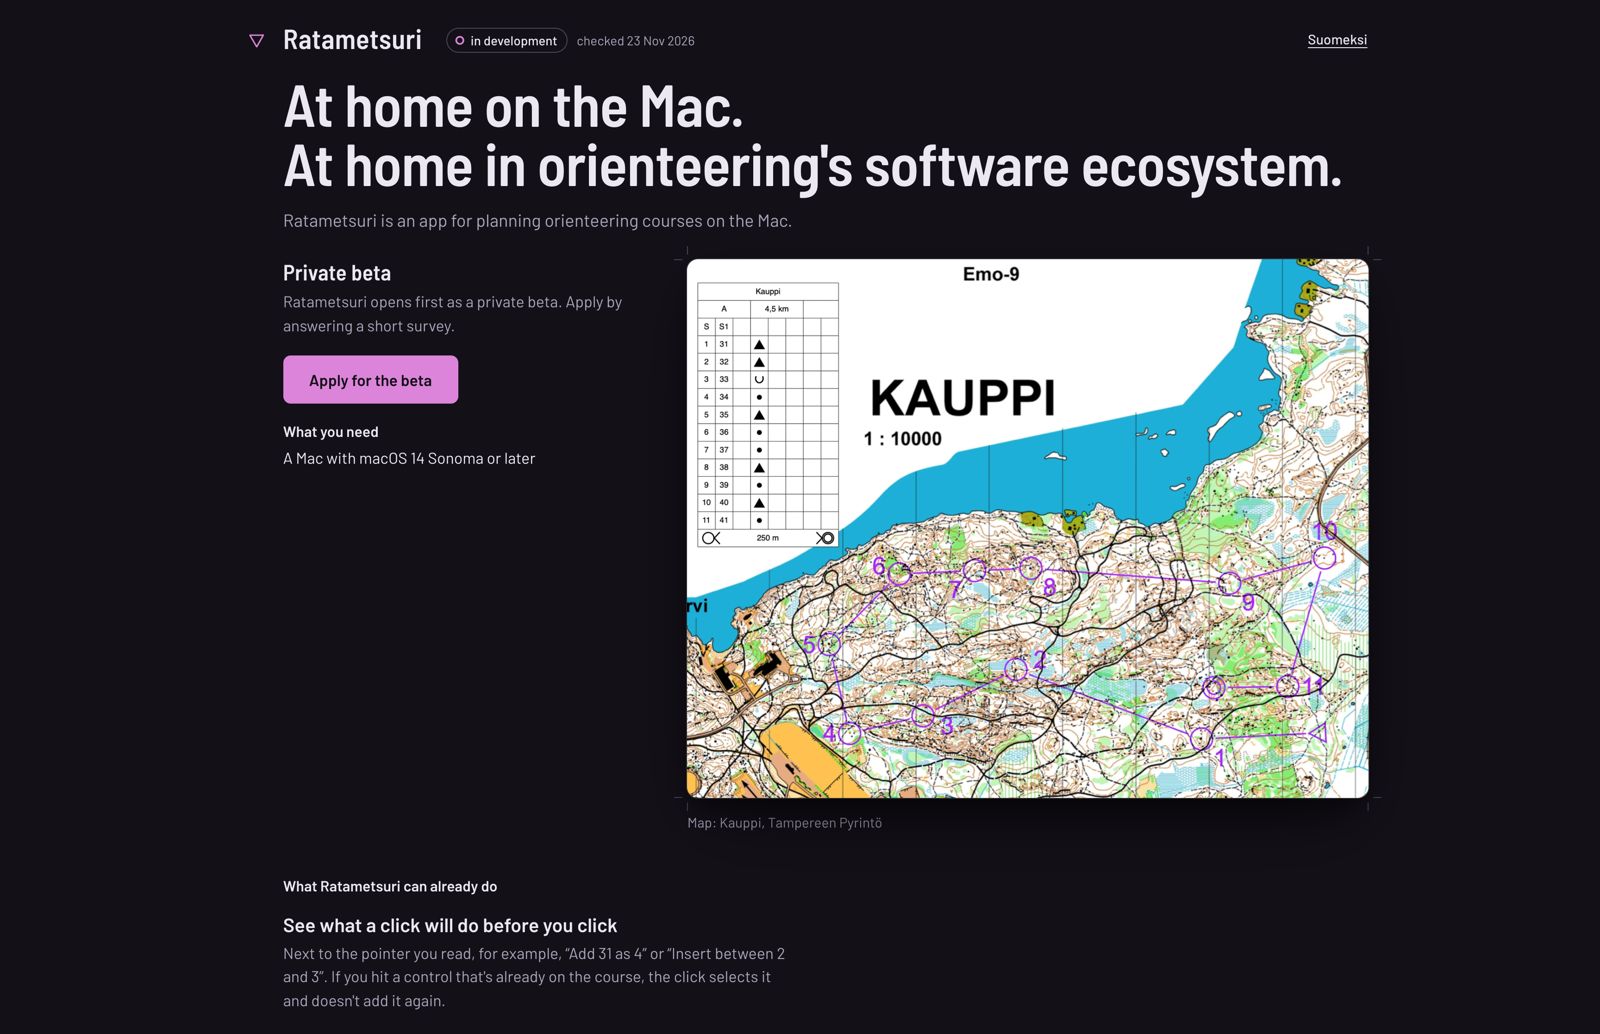 Ratametsuri
in development
checked 23 Nov 2026
Suomeksi
At home on the Mac.
At home in orienteering's software ecosystem.
Ratametsuri is an app for planning orienteering courses on the Mac.
Private beta
Ratametsuri opens first as a private beta. Apply by
answering a short survey.
Apply for the beta
What you need
A Mac with macOS 14 Sonoma or later
Emo-9
Kauppi
A 4,5 km
S S1
1 31
2 32
3 33
4 34
5 35
6 36
7 37
8 38
9 39
10 40
11 41
250 m
KAUPPI
1 : 10000
rvi
10
6
7
8
9
5
2
11
3
4
1
Map: Kauppi, Tampereen Pyrintö
What Ratametsuri can already do
See what a click will do before you click
Next to the pointer you read, for example, “Add 31 as 4” or “Insert between 2
and 3”. If you hit a control that's already on the course, the click selects it
and doesn't add it again.